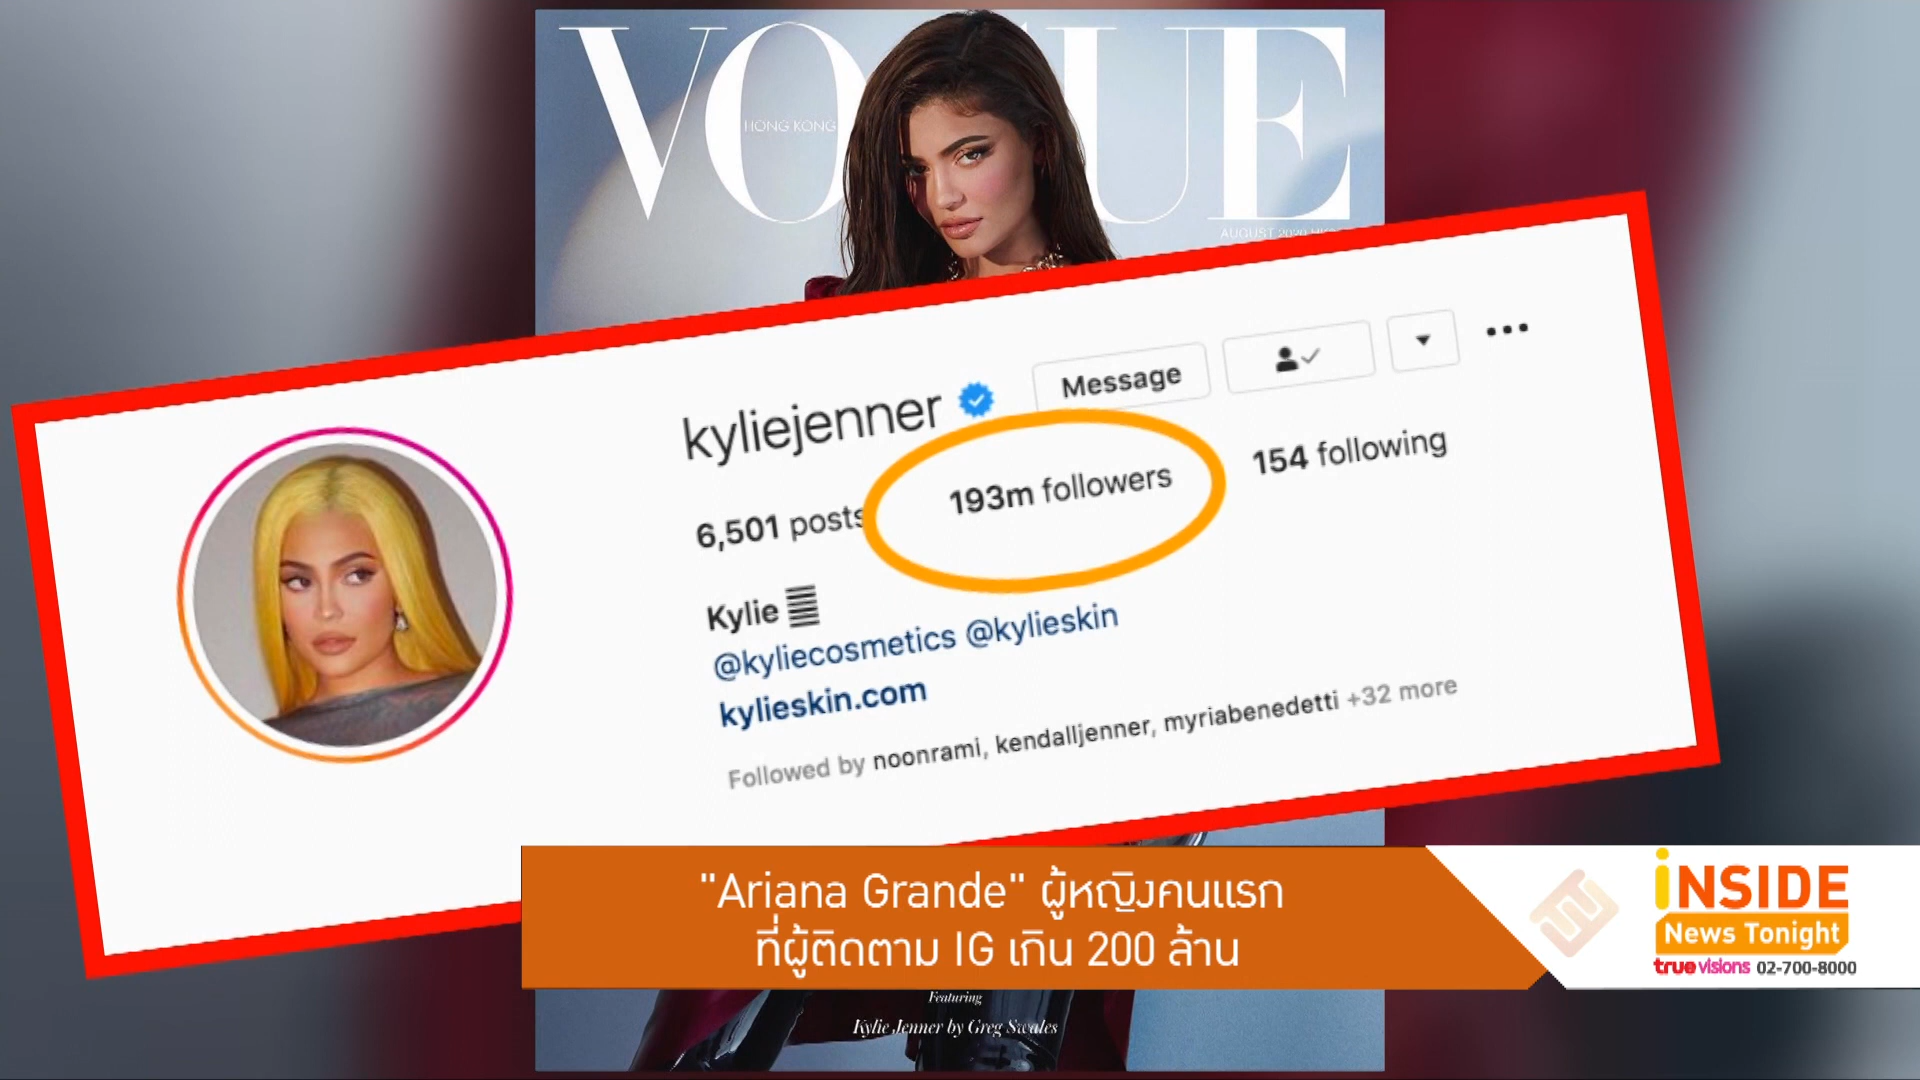 VOGUE
HONG KONG
AUGUST 2020
kyliejenner
Message
6,501 posts
193m followers
154 following
Kylie
@kyliecosmetics @kylieskin
kylieskin.com
Followed by noonrami, kendalljenner, myriabenedetti +32 more
"Ariana Grande" ผู้หญิงคนแรก
ที่ผู้ติดตาม IG เกิน 200 ล้าน
iNSIDE
News Tonight
truevisions 02-700-8000
Featuring
Kylie Jenner by Greg Swales